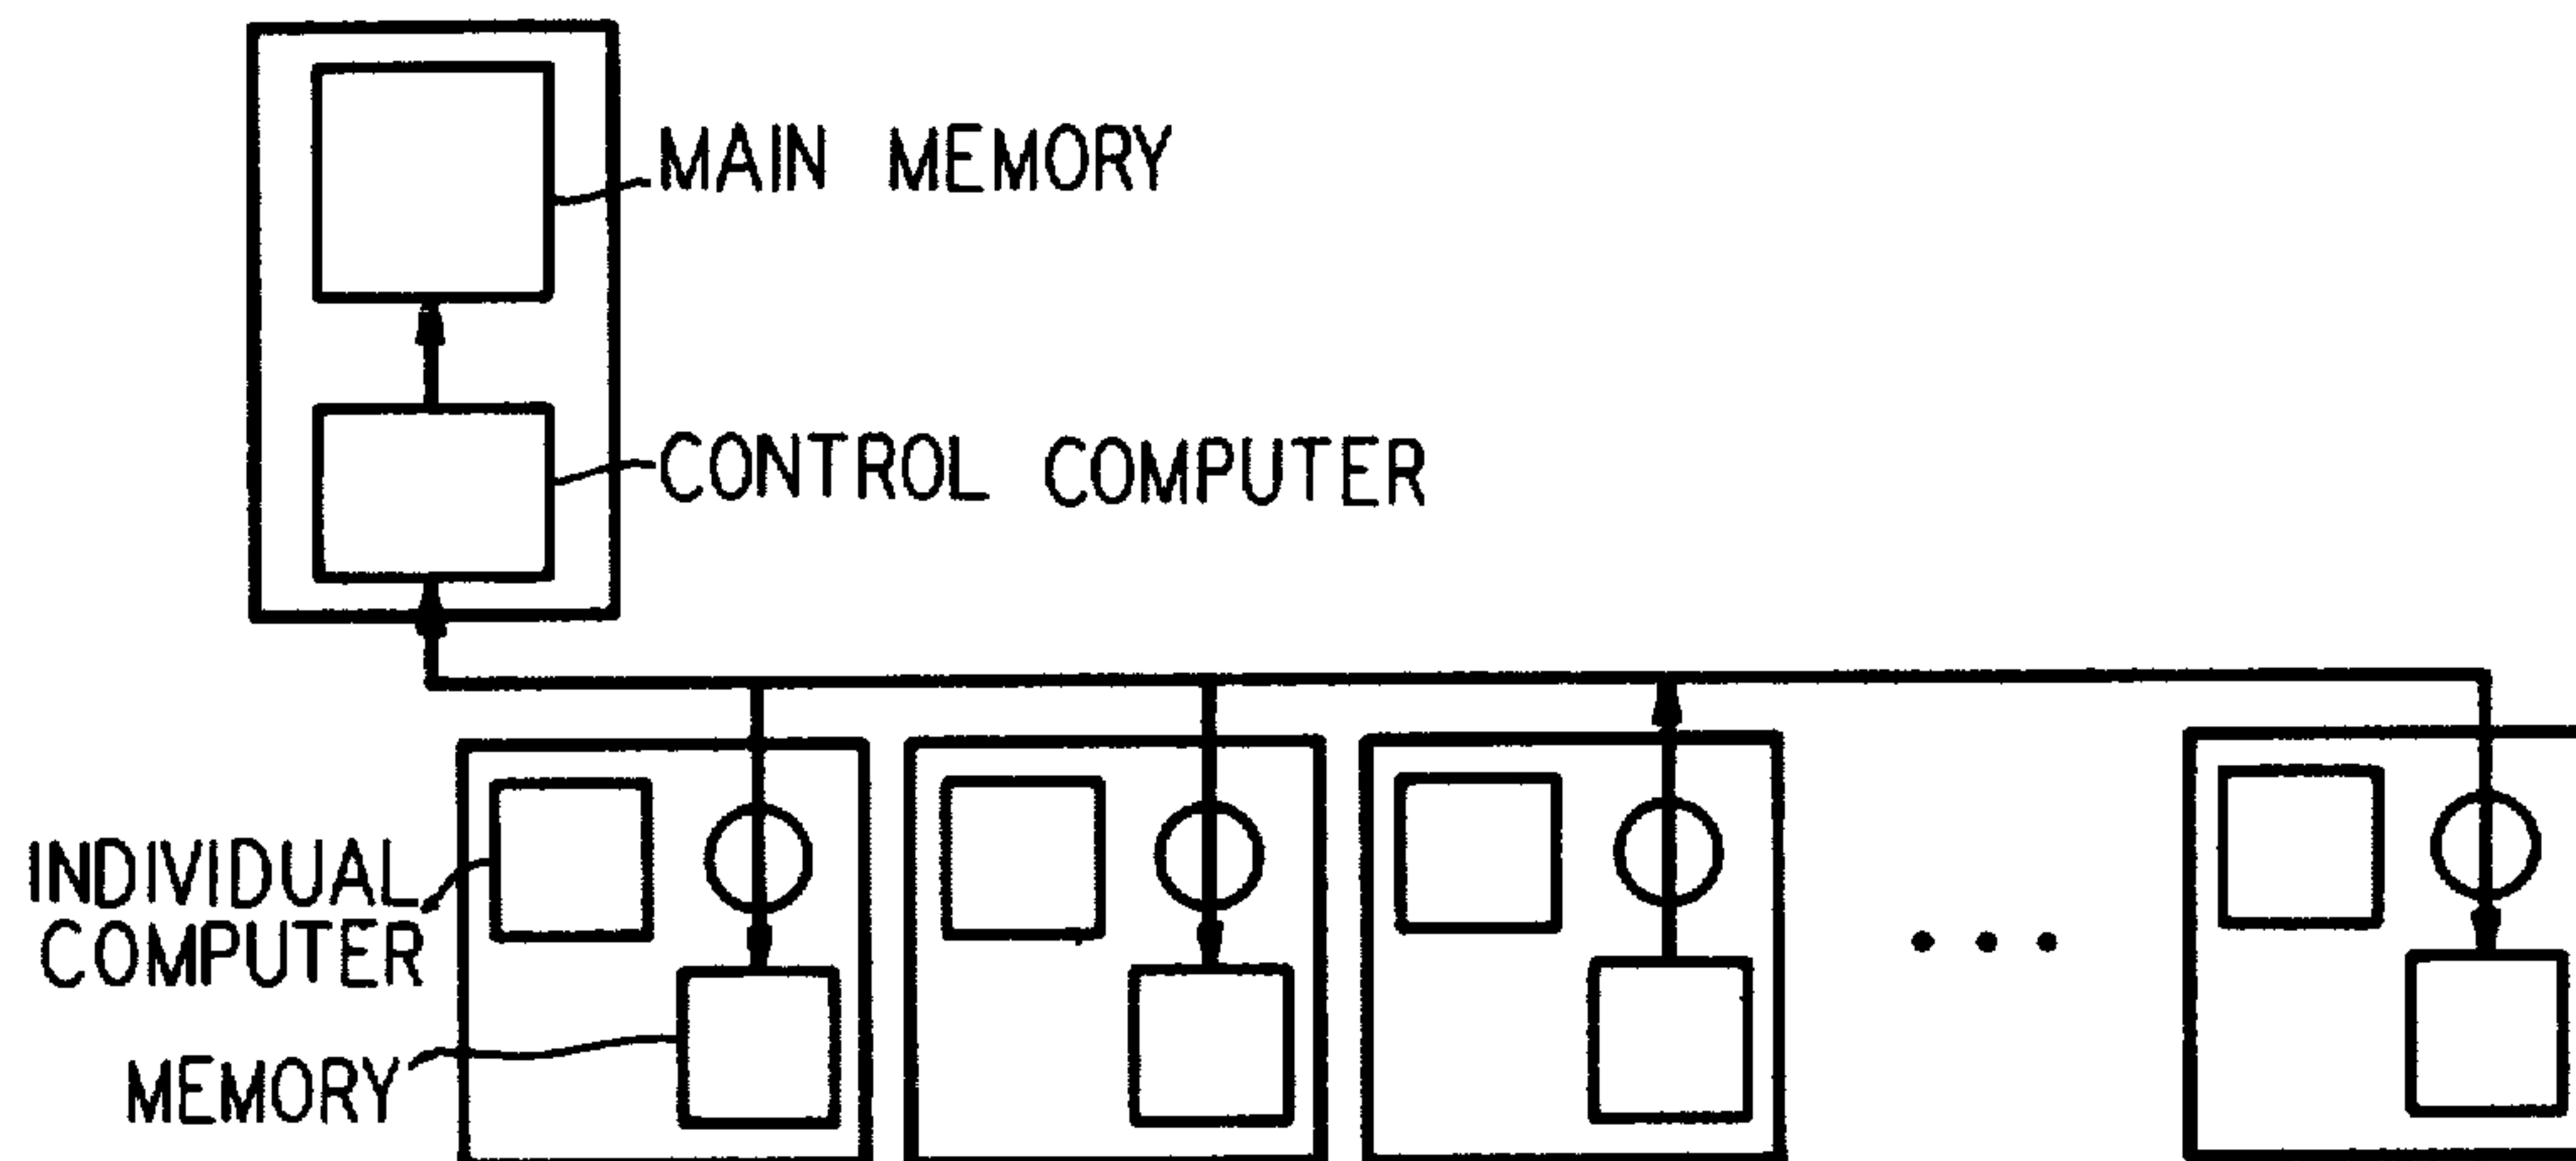 MAIN MEMORY
CONTROL COMPUTER
INDIVIDUAL
COMPUTER
MEMORY